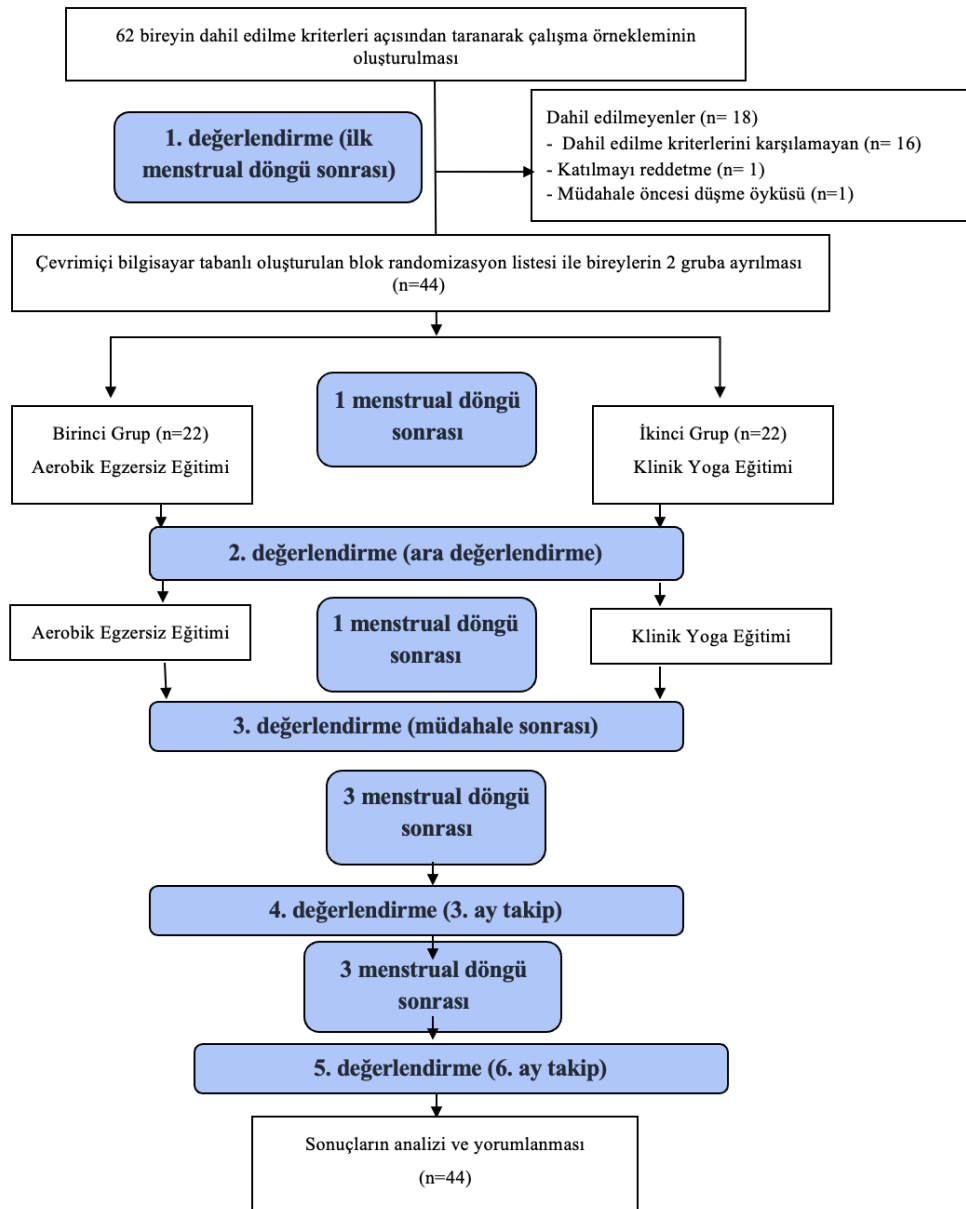 62 bireyin dahil edilme kriterleri açısından taranarak çalışma örnekleminin
oluşturulması
1. değerlendirme (ilk
menstrual döngü sonrası)
Dahil edilmeyenler (n= 18)
- Dahil edilme kriterlerini karşılamayan (n= 16)
- Katılmayı reddetme (n= 1)
- Müdahale öncesi düşme öyküsü (n=1)
Çevrimiçi bilgisayar tabanlı oluşturulan blok randomizasyon listesi ile bireylerin 2 gruba ayrılması
(n=44)
1 menstrual döngü
sonrası
Birinci Grup (n=22)
Aerobik Egzersiz Eğitimi
İkinci Grup (n=22)
Klinik Yoga Eğitimi
2. değerlendirme (ara değerlendirme)
Aerobik Egzersiz Eğitimi
1 menstrual döngü
sonrası
Klinik Yoga Eğitimi
3. değerlendirme (müdahale sonrası)
3 menstrual döngü
sonrası
4. değerlendirme (3. ay takip)
3 menstrual döngü
sonrası
5. değerlendirme (6. ay takip)
Sonuçların analizi ve yorumlanması
(n=44)